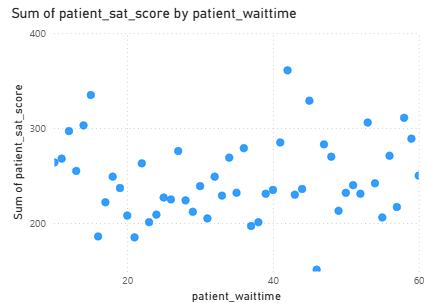 Sum of patient_sat_score by patient_waittime
400
300
200
Sum of patient_sat_score
20
40
60
patient_waittime